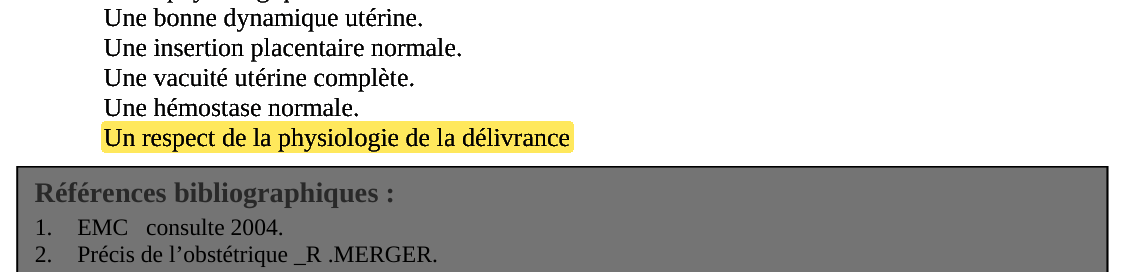 Une bonne dynamique utérine.
Une insertion placentaire normale.
Une vacuité utérine complète.
Une hémostase normale.
Un respect de la physiologie de la délivrance
Références bibliographiques :
1. EMC consulte 2004.
2. Précis de l’obstétrique _R .MERGER.